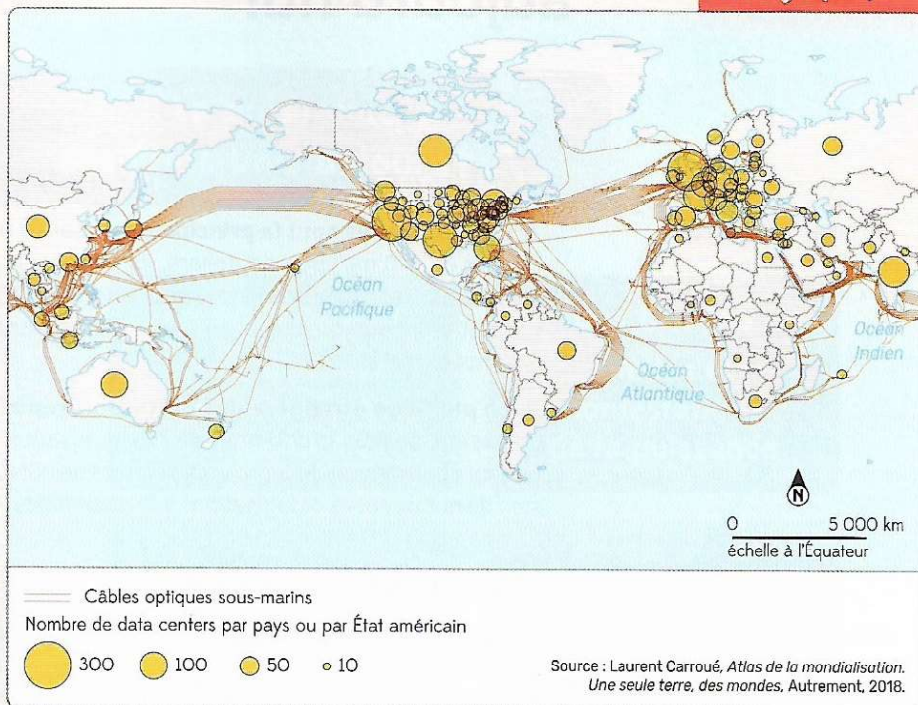 Océan
Pacifique
Océan
Atlantique
Océan
Indien
N
0 5 000 km
échelle à l'Équateur
Câbles optiques sous-marins
Nombre de data centers par pays ou par État américain
300 100 50 10
Source : Laurent Carroué, Atlas de la mondialisation.
Une seule terre, des mondes, Autrement, 2018.